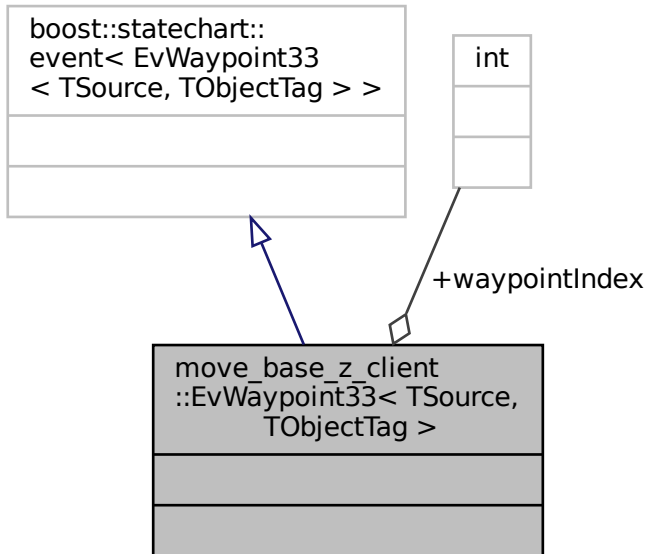 boost::statechart::
event< EvWaypoint33
< TSource, TObjectTag > >
int
+waypointIndex
move_base_z_client
::EvWaypoint33< TSource,
TObjectTag >